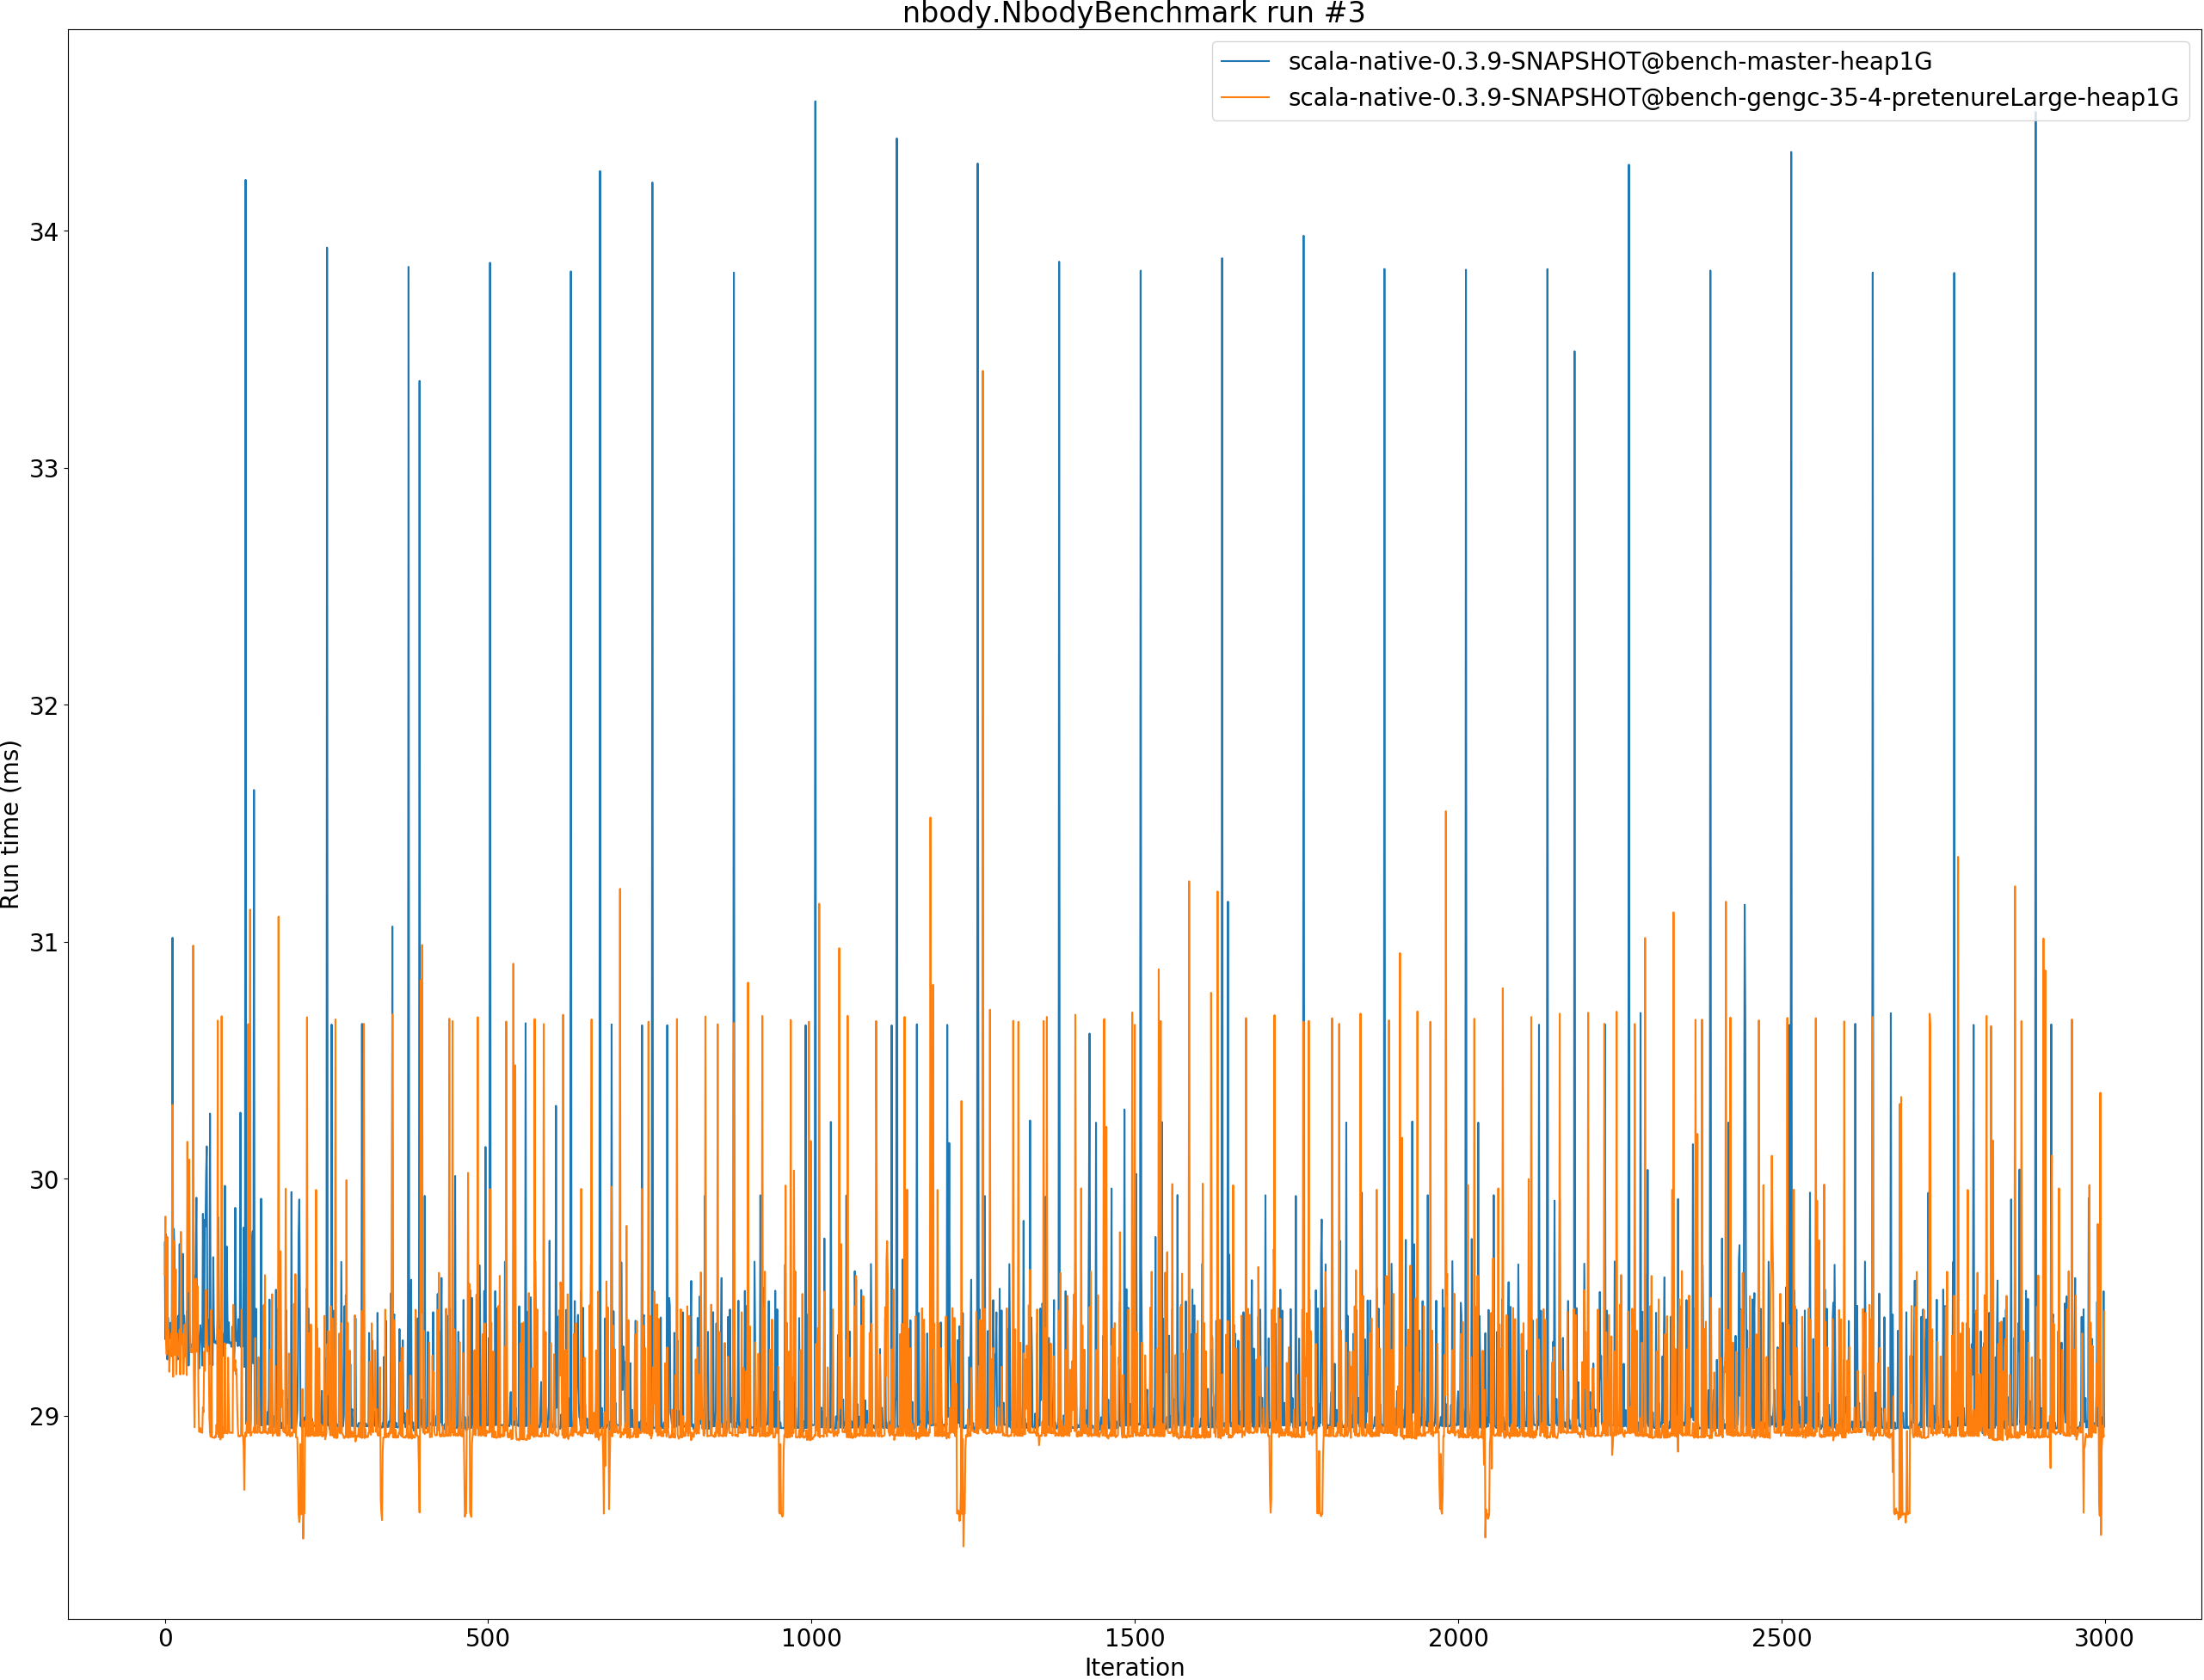 nbody.NbodyBenchmark run #3
scala-native-0.3.9-SNAPSHOT@bench-master-heap1G
scala-native-0.3.9-SNAPSHOT@bench-gengc-35-4-pretenureLarge-heap1G
Run time (ms)
34
33
32
31
30
29
0
500
1000
1500
2000
2500
3000
Iteration